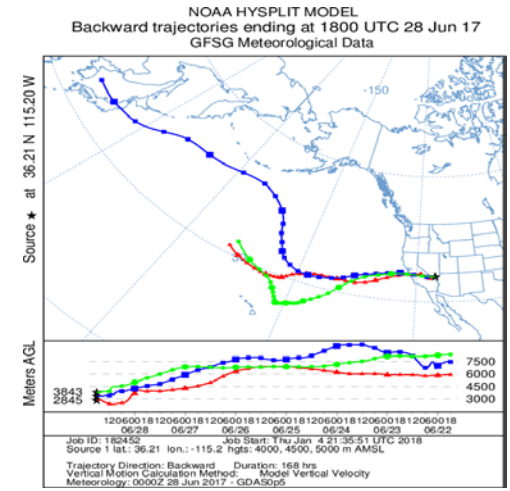 NOAA HYSPLIT MODEL
Backward trajectories ending at 1800 UTC 28 Jun 17
GFSG Meteorological Data
Source ★ at 36.21 N 115.20 W
-150
Meters AGL
7500
6000
4500
3000
3843
2845
120600181206001812060018120600181206001812060018120600 18
06/28 06/27 06/26 06/25 06/24 06/23 06/22
Job ID: 182452 Job Start: Thu Jan 4 21:35:51 UTC 2018
Source 1 lat.: 36.21 lon.: -115.2 hgts: 4000, 4500, 5000 m AMSL
Trajectory Direction: Backward Duration: 168 hrs
Vertical Motion Calculation Method: Model Vertical Velocity
Meteorology: 0000Z 28 Jun 2017 - GDAS0p5